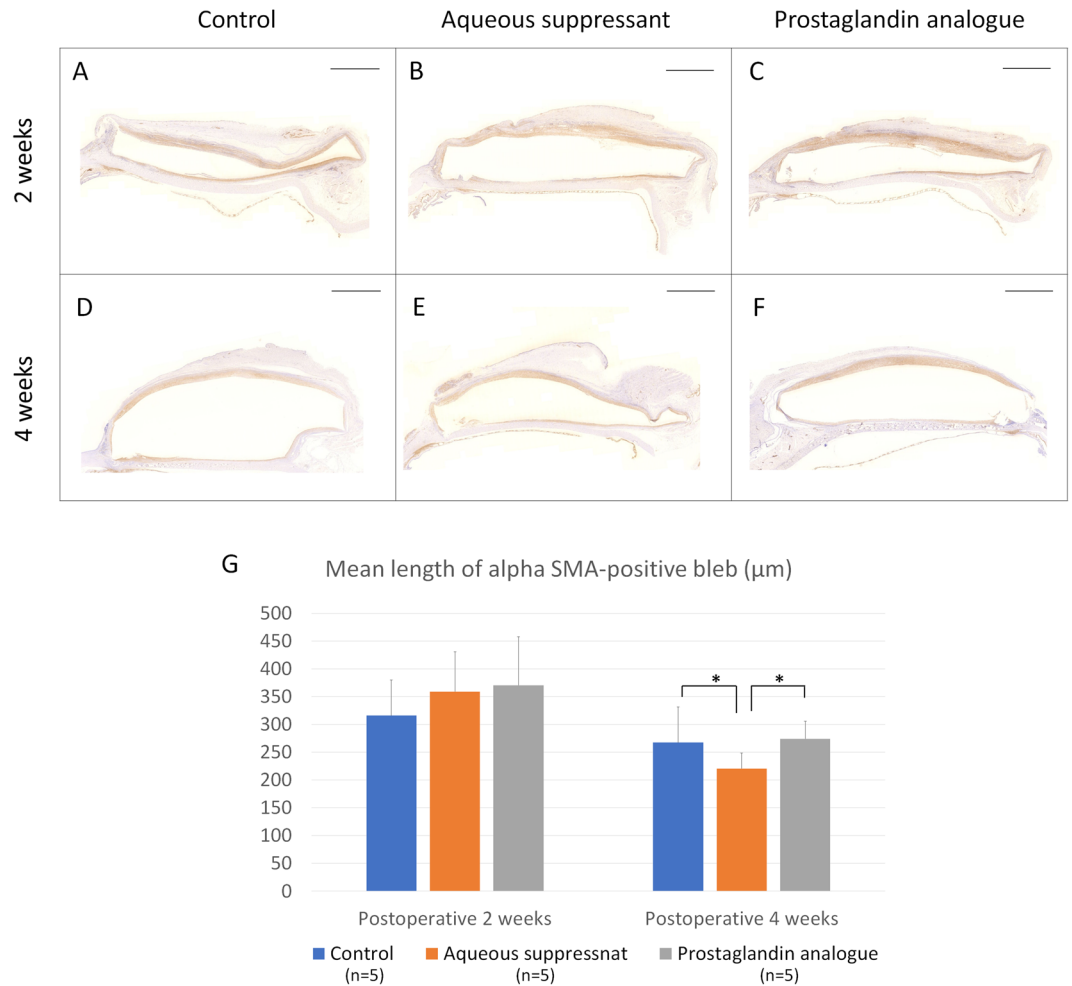 Control Aqueous suppressant Prostaglandin analogue
2 weeks
A B C
4 weeks
D E F
G
Mean length of alpha SMA-positive bleb (μm)
500
450
400
350
300
250
200
150
100
50
0
* *
Postoperative 2 weeks Postoperative 4 weeks
Control Aqueous suppressnat Prostaglandin analogue
(n=5) (n=5) (n=5)